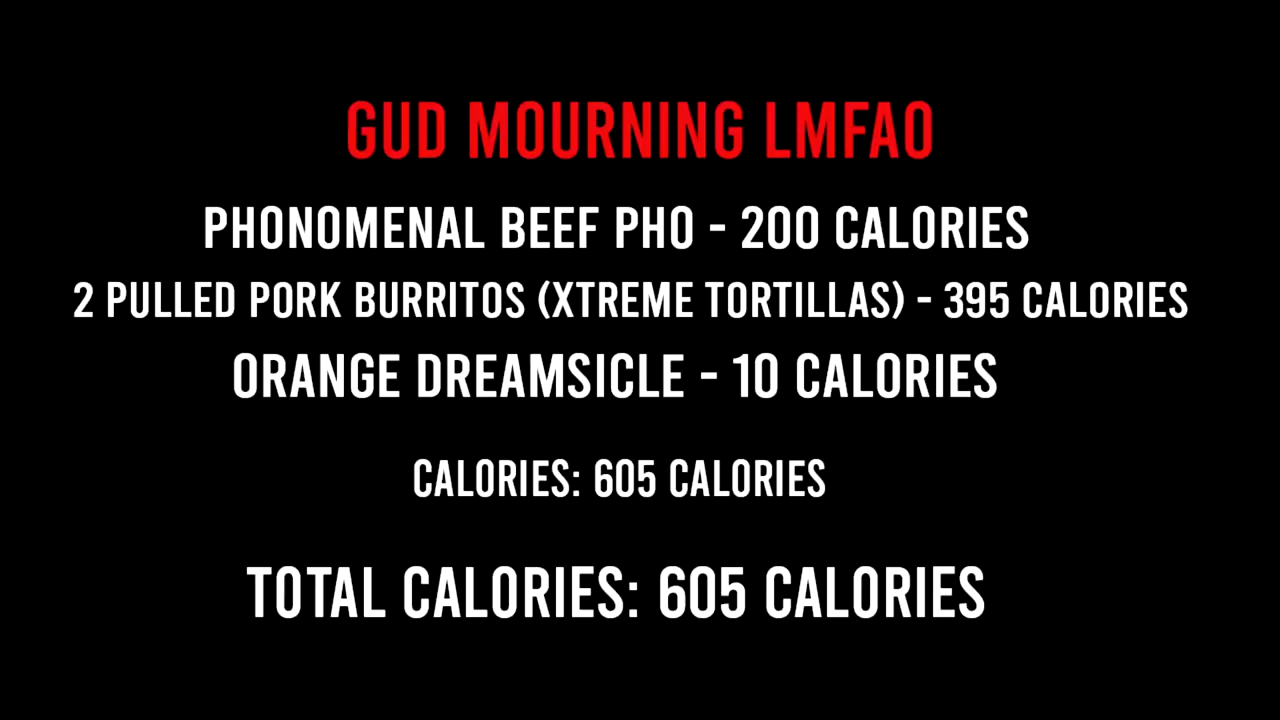 GUD MOURNING LMFAO
PHONOMENAL BEEF PHO - 200 CALORIES
2 PULLED PORK BURRITOS (XTREME TORTILLAS) - 395 CALORIES
ORANGE DREAMSICLE - 10 CALORIES
CALORIES: 605 CALORIES
TOTAL CALORIES: 605 CALORIES